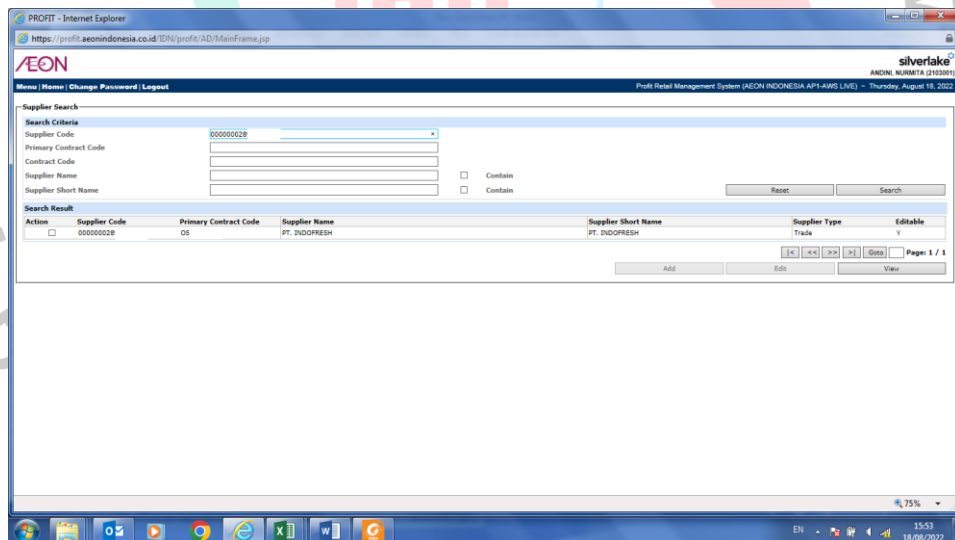 PROFIT - Internet Explorer
https://profit.aeonindonesia.co.id/IDN/profit/AD/MainFrame.jsp
ÆON
silverlake
ANDINI, NURMITA (2103001)
Menu | Home | Change Password | Logout
Profit Retail Management System (AEON INDONESIA AP1-AWS LIVE) - Thursday, August 18, 2022
Supplier Search
Search Criteria
Supplier Code 000000028 ×
Primary Contract Code
Contract Code
Supplier Name Contain
Supplier Short Name Contain Reset Search
Search Result
Action Supplier Code Primary Contract Code Supplier Name Supplier Short Name Supplier Type Editable
000000028 OS PT. INDOFRESH PT. INDOFRESH Trade Y
|< << >> >| Goto Page: 1 / 1
Add Edit View
75%
EN 15:53
18/08/2022